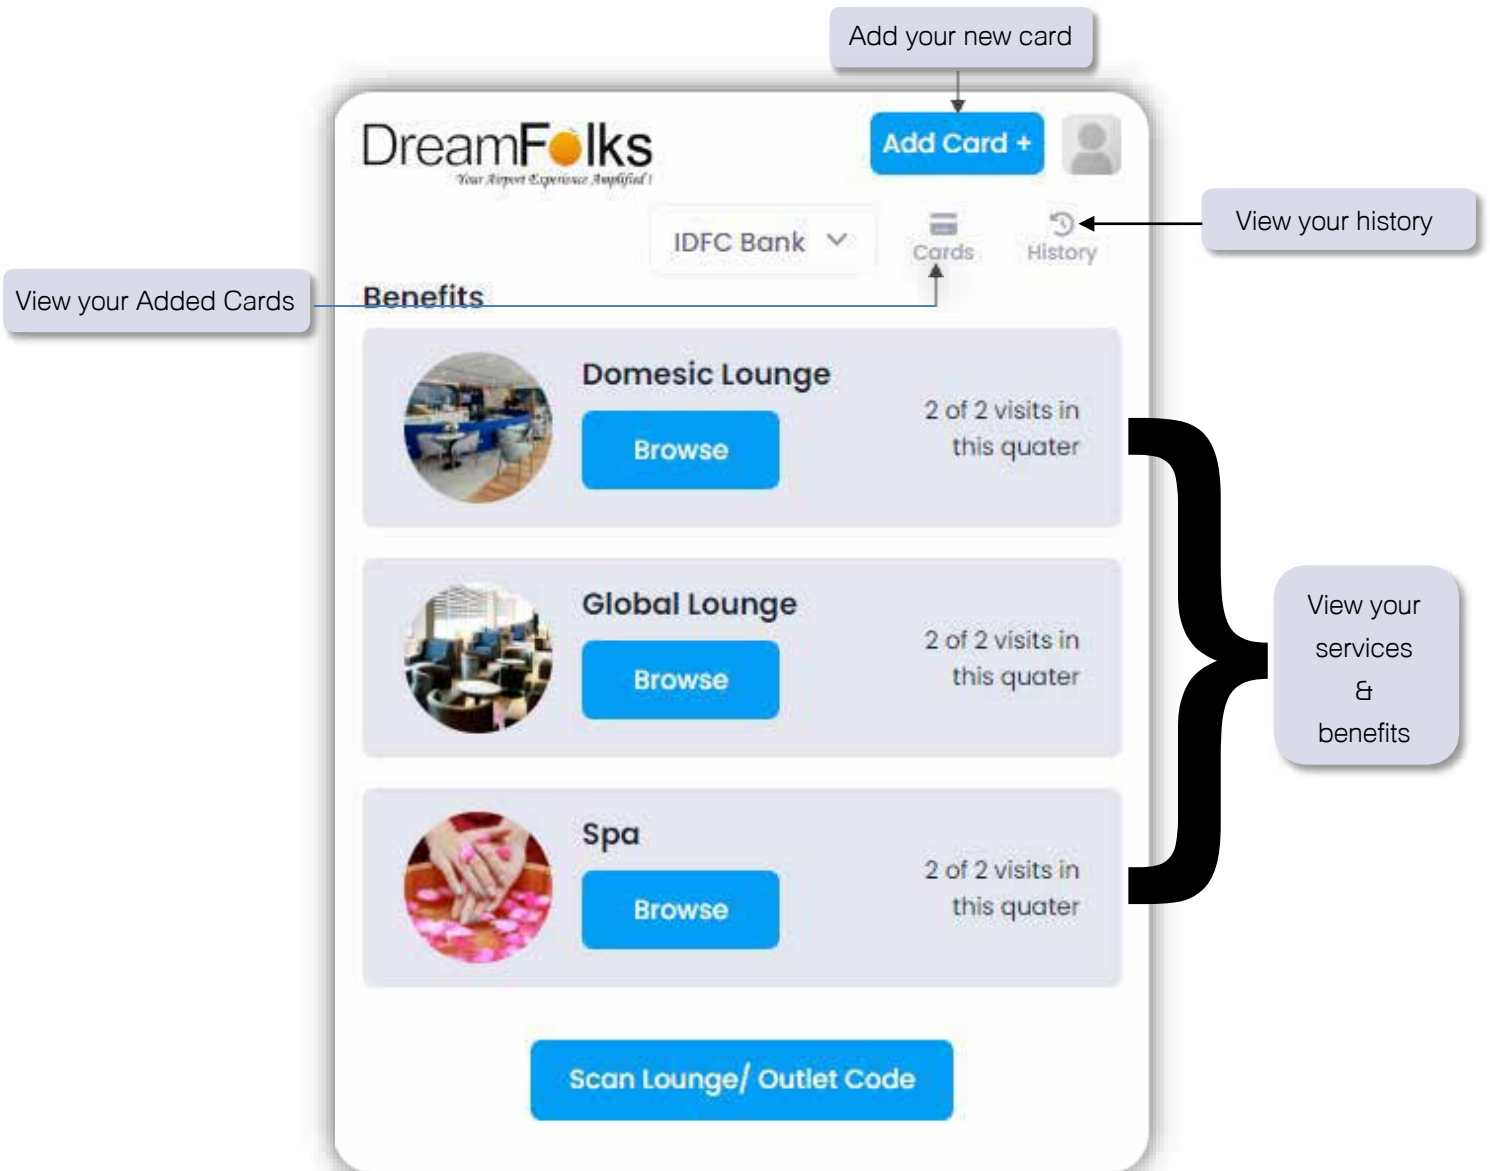 Add your new card
DreamFolks
Your Airport Experience Amplified !
Add Card +
IDFC Bank
Cards
History
View your history
View your Added Cards
Benefits
Domesic Lounge
Browse
2 of 2 visits in
this quater
Global Lounge
Browse
2 of 2 visits in
this quater
Spa
Browse
2 of 2 visits in
this quater
View your
services
&
benefits
Scan Lounge/ Outlet Code